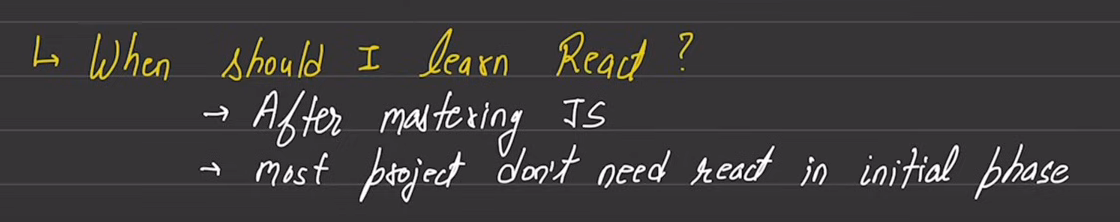 ↳ When should I learn React ?
→ After mastering JS
→ most project don't need react in initial phase